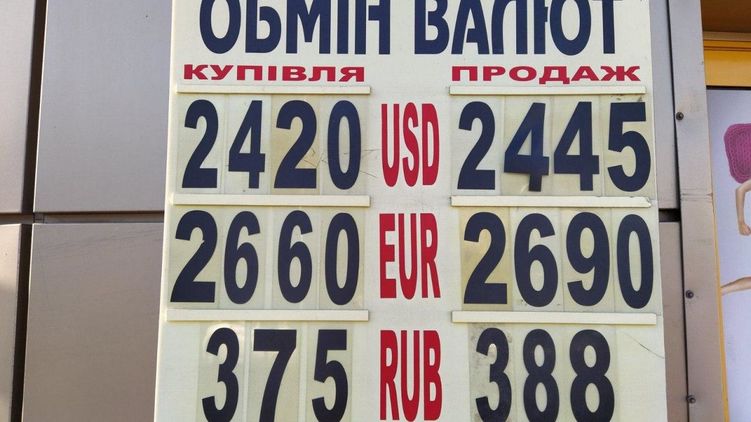 ОБМІН ВАЛЮТ
КУПІВЛЯ ПРОДАЖ
2420 USD 2445
2660 EUR 2690
375 RUB 388